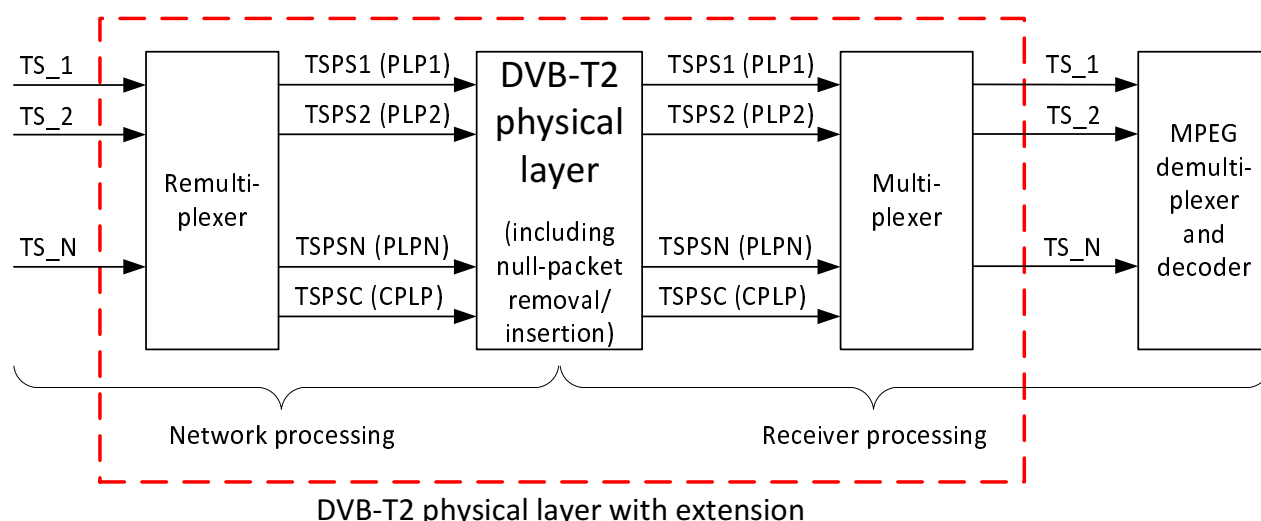 TS_1
TS_2
TS_N
Remulti-
plexer
TSPS1 (PLP1)
TSPS2 (PLP2)
TSPSN (PLPN)
TSPSC (CPLP)
DVB-T2
physical
layer
(including
null-packet
removal/
insertion)
TSPS1 (PLP1)
TSPS2 (PLP2)
TSPSN (PLPN)
TSPSC (CPLP)
Multi-
plexer
TS_1
TS_2
TS_N
MPEG
demulti-
plexer
and
decoder
Network processing
Receiver processing
DVB-T2 physical layer with extension